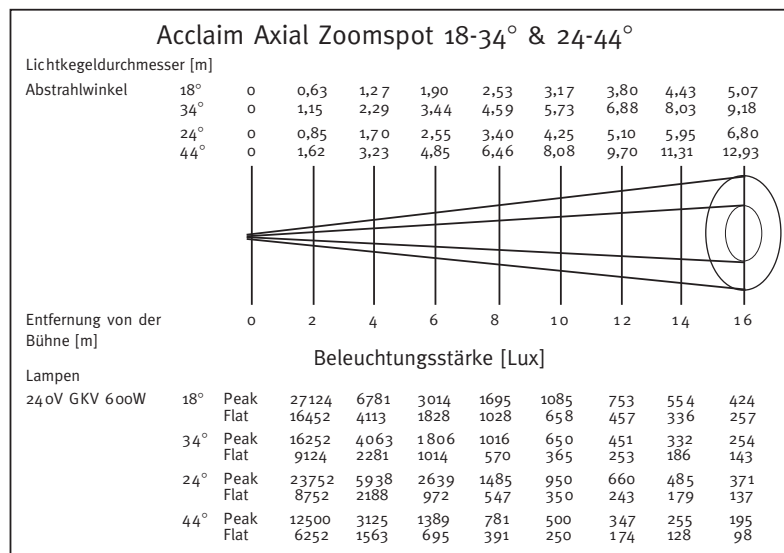 Acclaim Axial Zoomspot 18-34° & 24-44°
Lichtkegeldurchmesser [m]
Abstrahlwinkel 18° 0 0,63 1,27 1,90 2,53 3,17 3,80 4,43 5,07
34° 0 1,15 2,29 3,44 4,59 5,73 6,88 8,03 9,18
24° 0 0,85 1,70 2,55 3,40 4,25 5,10 5,95 6,80
44° 0 1,62 3,23 4,85 6,46 8,08 9,70 11,31 12,93
Entfernung von der 0 2 4 6 8 10 12 14 16
Bühne [m]
Beleuchtungsstärke [Lux]
Lampen
240V GKV 600W 18° Peak 27124 6781 3014 1695 1085 753 554 424
Flat 16452 4113 1828 1028 658 457 336 257
34° Peak 16252 4063 1806 1016 650 451 332 254
Flat 9124 2281 1014 570 365 253 186 143
24° Peak 23752 5938 2639 1485 950 660 485 371
Flat 8752 2188 972 547 350 243 179 137
44° Peak 12500 3125 1389 781 500 347 255 195
Flat 6252 1563 695 391 250 174 128 98